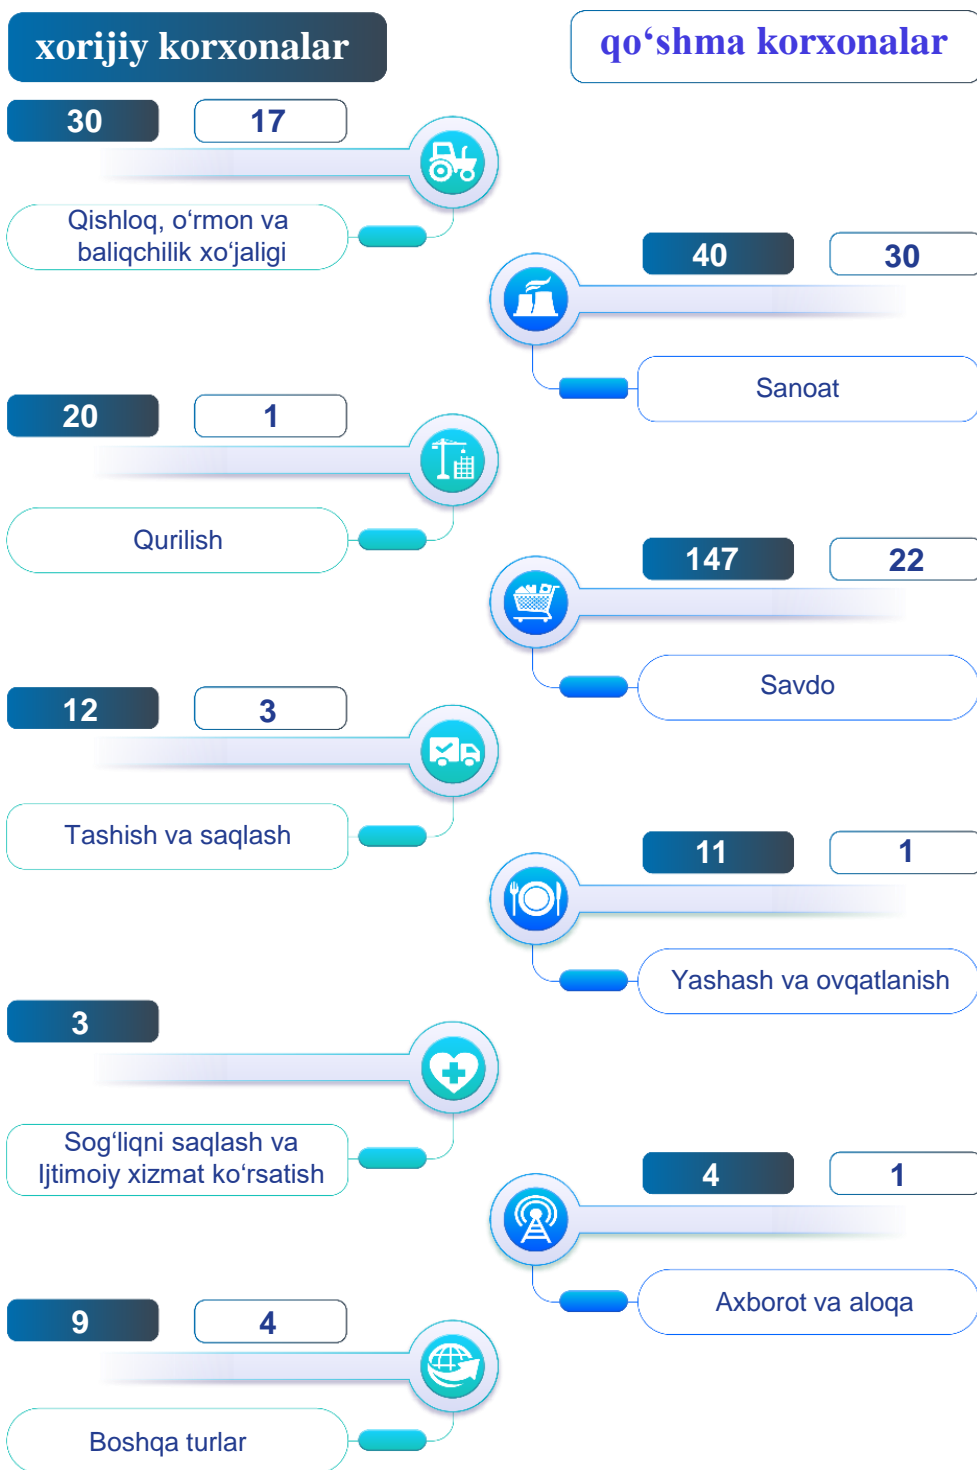 xorijiy korxonalar
qo‘shma korxonalar
30
17
Qishloq, o‘rmon va
baliqchilik xo‘jaligi
40
30
Sanoat
20
1
Qurilish
147
22
Savdo
12
3
Tashish va saqlash
11
1
Yashash va ovqatlanish
3
Sog‘liqni saqlash va
Ijtimoiy xizmat ko‘rsatish
4
1
Axborot va aloqa
9
4
Boshqa turlar